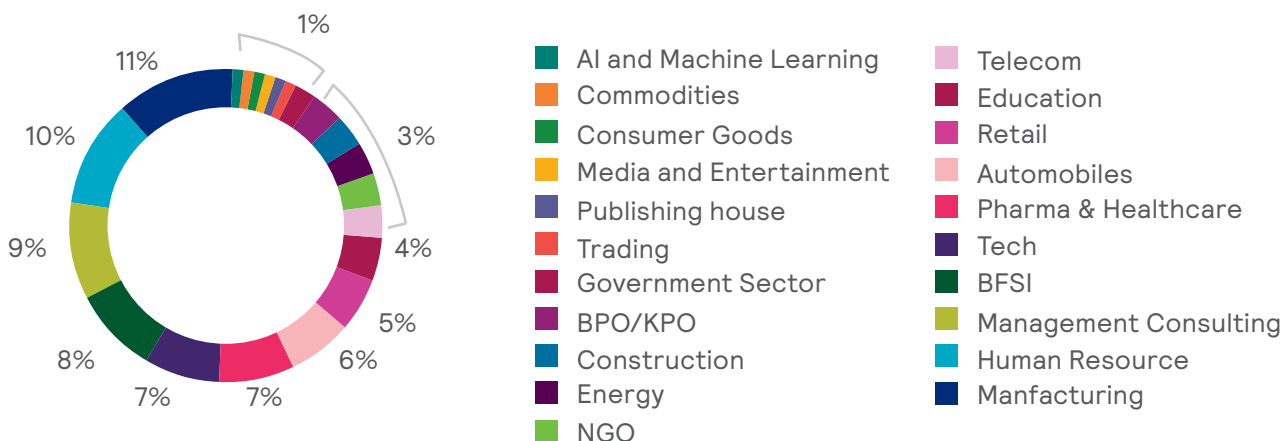 1%
11%
10%
3%
9%
4%
5%
8%
6%
7%
7%
AI and Machine Learning
Commodities
Consumer Goods
Media and Entertainment
Publishing house
Trading
Government Sector
BPO/KPO
Construction
Energy
NGO
Telecom
Education
Retail
Automobiles
Pharma & Healthcare
Tech
BFSI
Management Consulting
Human Resource
Manfacturing